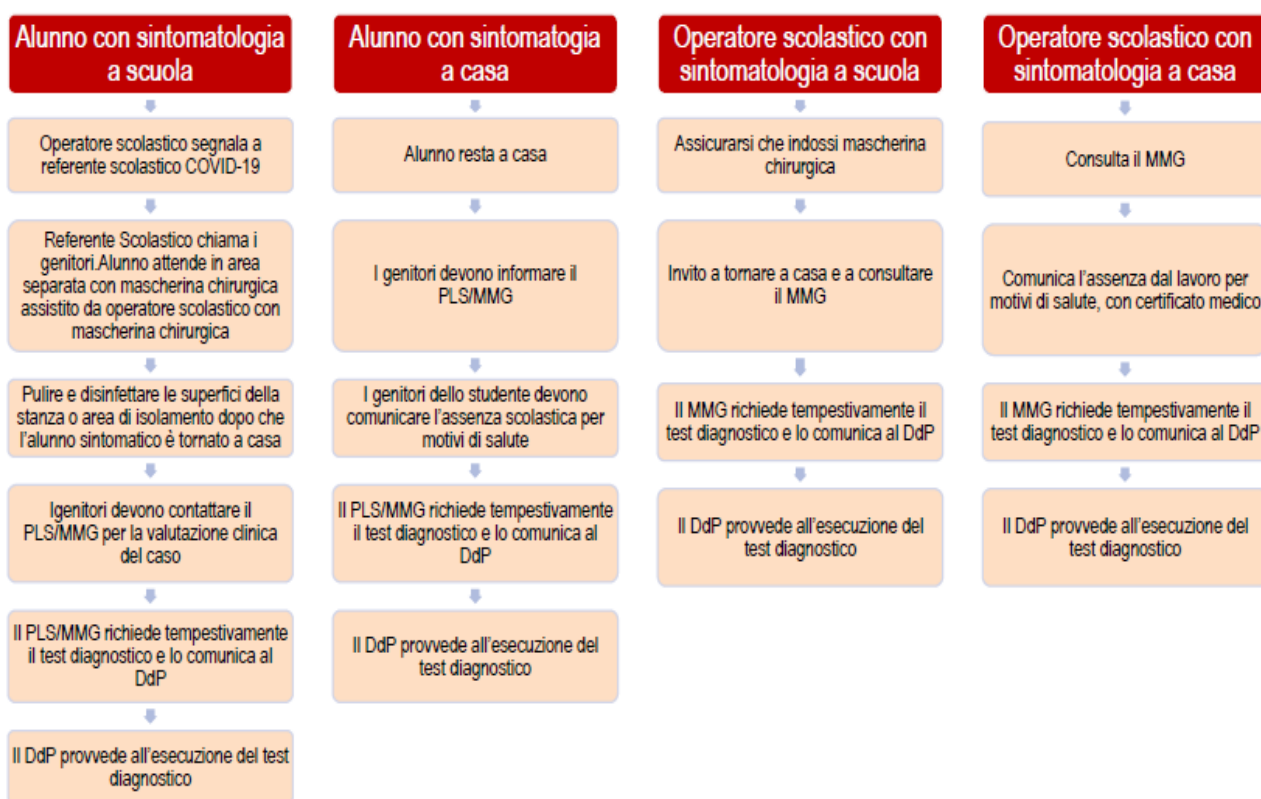 Alunno con sintomatologia
a scuola
Operatore scolastico segnala a
referente scolastico COVID-19
Referente Scolastico chiama i
genitori.Alunno attende in area
separata con mascherina chirurgica
assistito da operatore scolastico con
mascherina chirurgica
Pulire e disinfettare le superfici della
stanza o area di isolamento dopo che
l'alunno sintomatico è tornato a casa
Igenitori devono contattare il
PLS/MMG per la valutazione clinica
del caso
Il PLS/MMG richiede tempestivamente
il test diagnostico e lo comunica al
DdP
Il DdP provvede all'esecuzione del test
diagnostico
Alunno con sintomatogia
a casa
Alunno resta a casa
I genitori devono informare il
PLS/MMG
I genitori dello studente devono
comunicare l'assenza scolastica per
motivi di salute
Il PLS/MMG richiede tempestivamente
il test diagnostico e lo comunica al
DdP
Il DdP provvede all'esecuzione del
test diagnostico
Operatore scolastico con
sintomatologia a scuola
Assicurarsi che indossi mascherina
chirurgica
Invito a tornare a casa e a consultare
il MMG
Il MMG richiede tempestivamente il
test diagnostico e lo comunica al DdP
Il DdP provvede all'esecuzione del
test diagnostico
Operatore scolastico con
sintomatologia a casa
Consulta il MMG
Comunica l'assenza dal lavoro per
motivi di salute, con certificato medico
Il MMG richiede tempestivamente il
test diagnostico e lo comunica al DdP
Il DdP provvede all'esecuzione del
test diagnostico